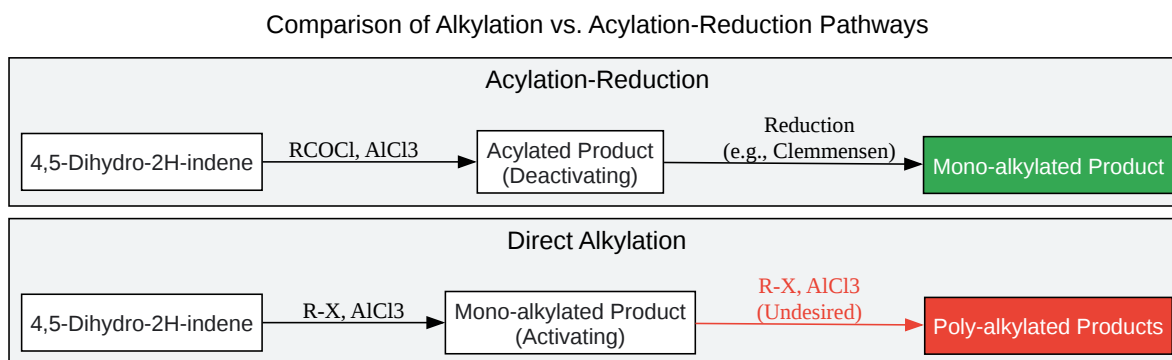 Comparison of Alkylation vs. Acylation-Reduction Pathways
Acylation-Reduction
4,5-Dihydro-2H-indene
RCOCl, AlCl3
Acylated Product
(Deactivating)
Reduction
(e.g., Clemmensen)
Mono-alkylated Product
Direct Alkylation
4,5-Dihydro-2H-indene
R-X, AlCl3
Mono-alkylated Product
(Activating)
R-X, AlCl3
(Undesired)
Poly-alkylated Products